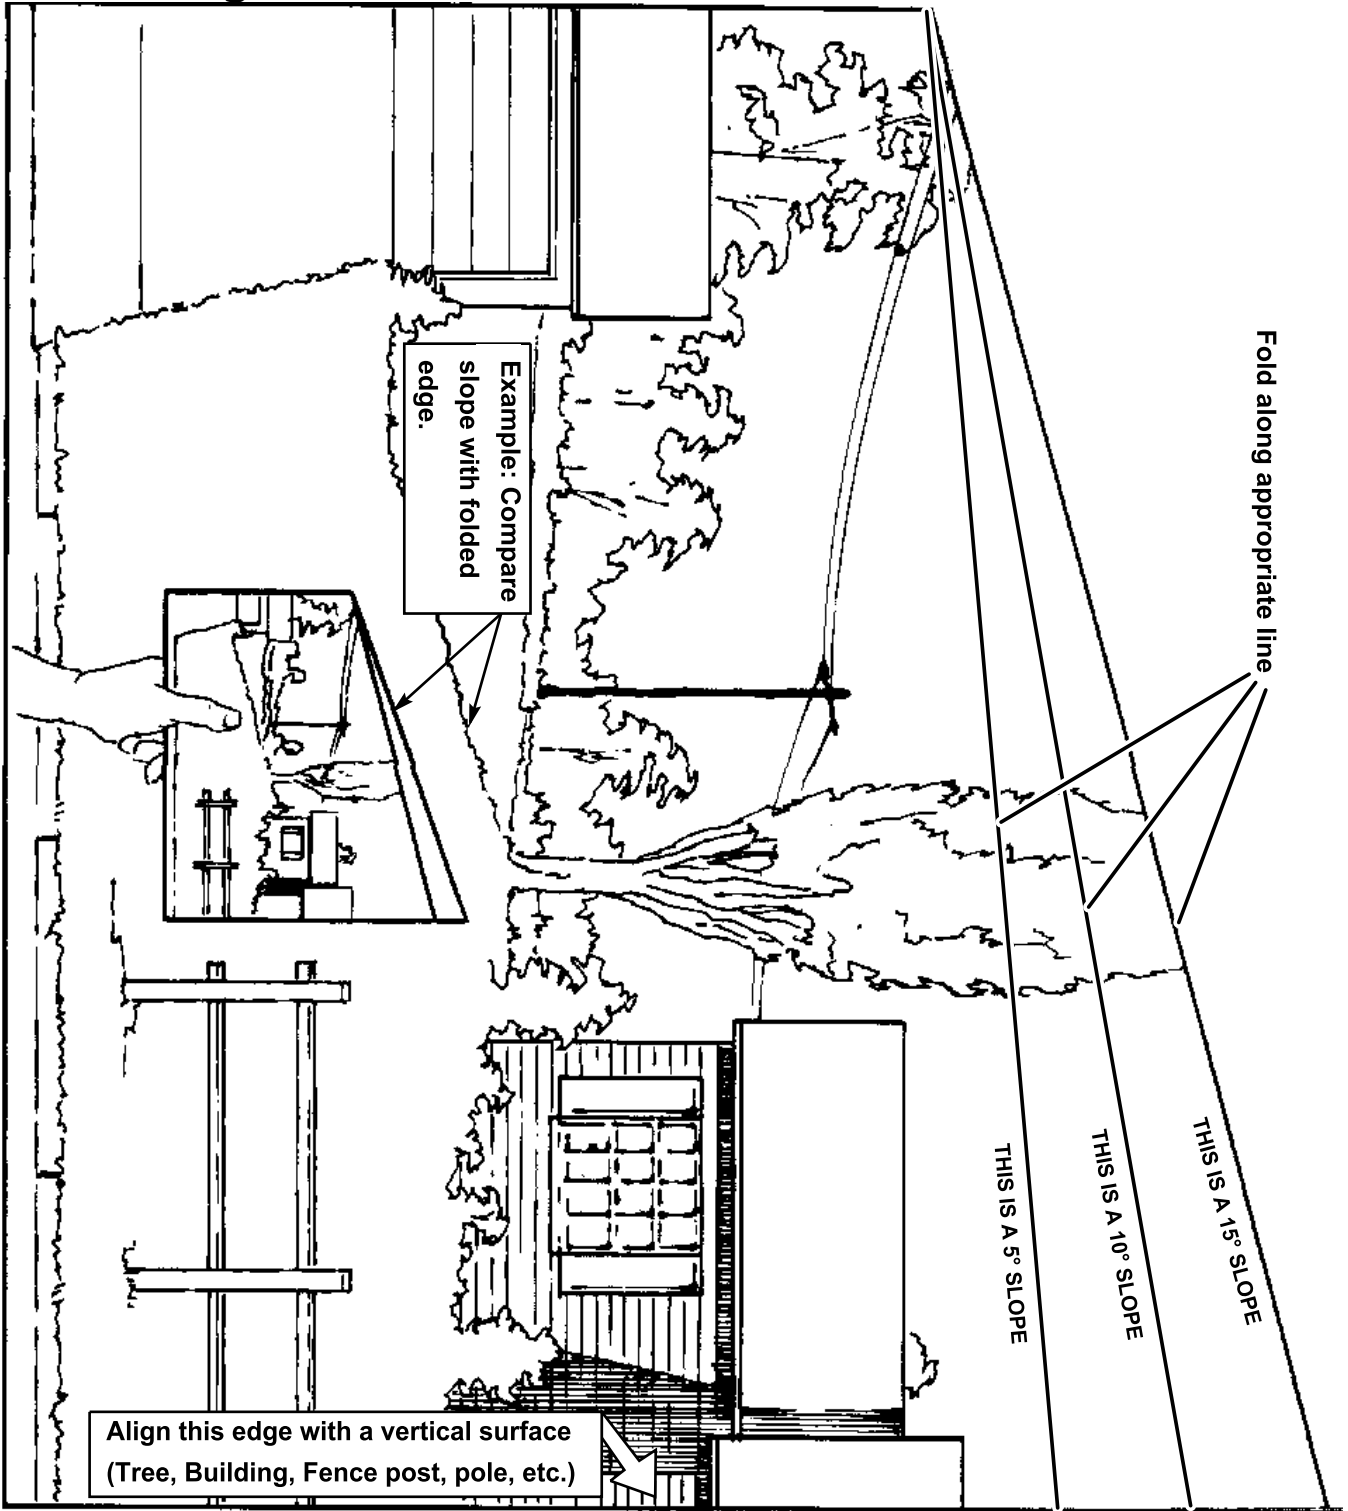 Fold along appropriate line
Example: Compare
slope with folded
edge.
THIS IS A 15° SLOPE
THIS IS A 10° SLOPE
THIS IS A 5° SLOPE
Align this edge with a vertical surface
(Tree, Building, Fence post, pole, etc.)